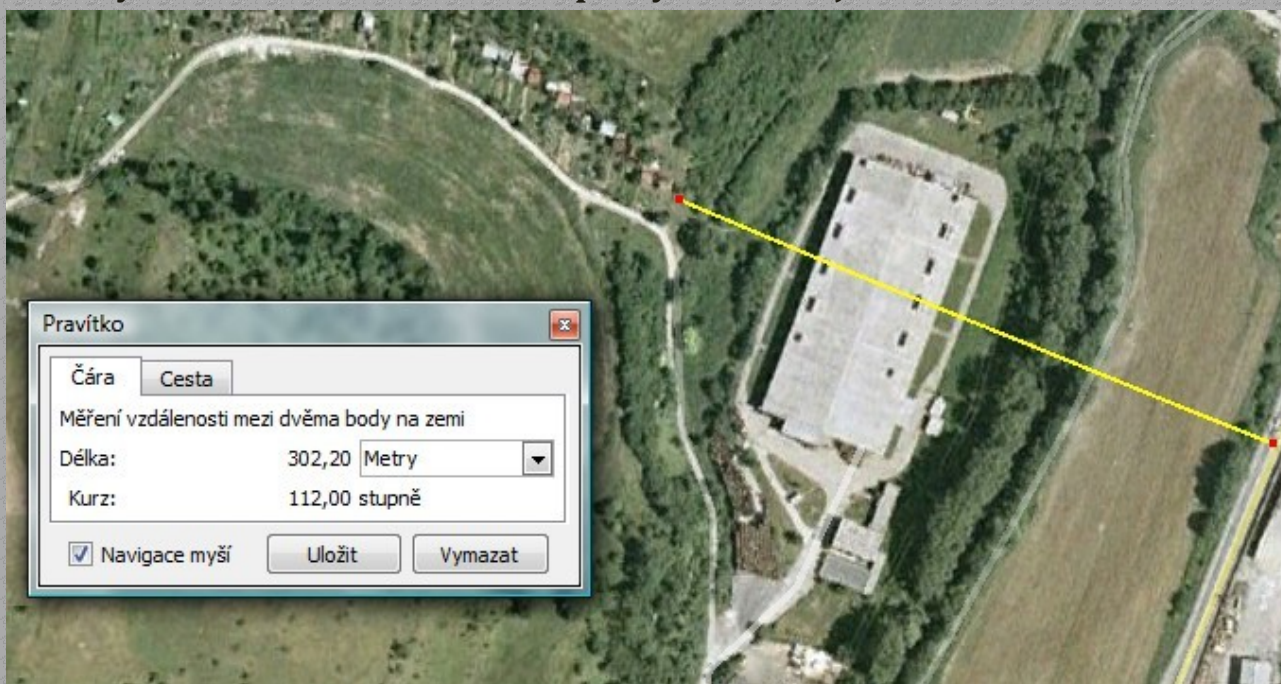 Pravítko
Čára Cesta
Měření vzdálenosti mezi dvěma body na zemi
Délka: 302,20 Metry
Kurz: 112,00 stupně
Navigace myší Uložit Vymazat